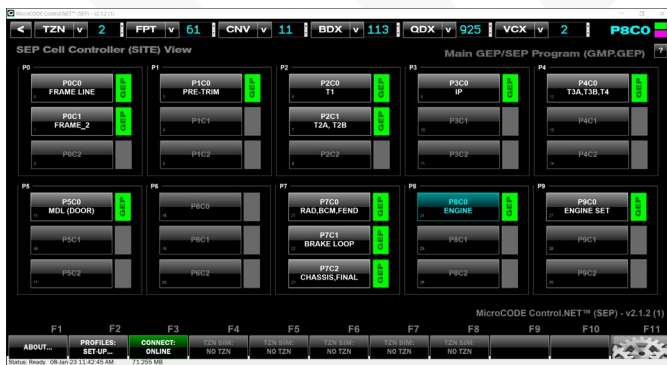 MicroCODE Control.NET™ (SEP) - v2.1.2 (1)
< TZN v 2 FPT v 61 CNV v 11 BDX v 113 QDX v 925 VCX v 2 P8C0
SEP Cell Controller (SITE) View
Main GEP/SEP Program (GMP.GEP) ?
P0 P1 P2 P3 P4
P0C0 GEP P1C0 GEP P2C0 GEP P3C0 GEP P4C0 GEP
FRAME LINE PRE-TRIM T1 IP T3A,T3B,T4
P0C1 GEP P1C1 P2C1 GEP P3C1 P4C1
FRAME_2 T2A, T2B
P0C2 P1C2 P2C2 P3C2 P4C2
P5 P6 P7 P8 P9
P5C0 GEP P6C0 P7C0 GEP P8C0 GEP P9C0 GEP
MDL (DOOR) RAD,BCM,FEND ENGINE ENGINE SET
P5C1 P6C1 P7C1 GEP P8C1 P9C1
BRAKE LOOP
P5C2 P6C2 P7C2 GEP P8C2 P9C2
CHASSIS,FINAL
MicroCODE Control.NET™ (SEP) - v2.1.2 (1)
F1 F2 F3 F4 F5 F6 F7 F8 F9 F10 F11
ABOUT... PROFILES: CONNECT: TZN SIM: TZN SIM: TZN SIM: TZN SIM: TZN SIM:
SET-UP... ONLINE NO TZN NO TZN NO TZN NO TZN NO TZN
Status: Ready 08-Jan-23 11:42:45 AM 71.255 MB